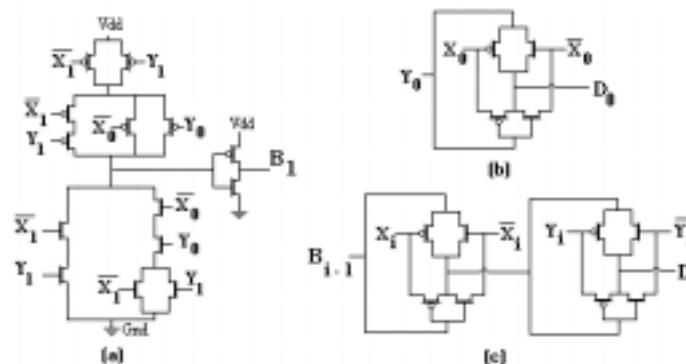 Vdd
X̅₁ Y₁
X̅₁ X̅₀ Y₀
Y₁
Vdd
B₁
X̅₁ X̅₀
Y₀
Y₁ X̅₁ Y₁
Gnd
(a)
X₀ X̅₀
Y₀
D₀
(b)
Xᵢ X̅ᵢ Yᵢ
Bᵢ₋₁
(c)